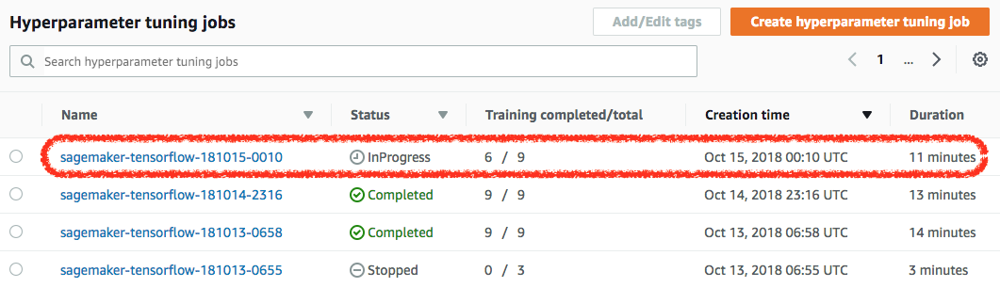 Hyperparameter tuning jobs
Add/Edit tags
Create hyperparameter tuning job
Search hyperparameter tuning jobs
1 ...
Name Status Training completed/total Creation time Duration
sagemaker-tensorflow-181015-0010 InProgress 6 / 9 Oct 15, 2018 00:10 UTC 11 minutes
sagemaker-tensorflow-181014-2316 Completed 9 / 9 Oct 14, 2018 23:16 UTC 13 minutes
sagemaker-tensorflow-181013-0658 Completed 9 / 9 Oct 13, 2018 06:58 UTC 14 minutes
sagemaker-tensorflow-181013-0655 Stopped 0 / 3 Oct 13, 2018 06:55 UTC 3 minutes